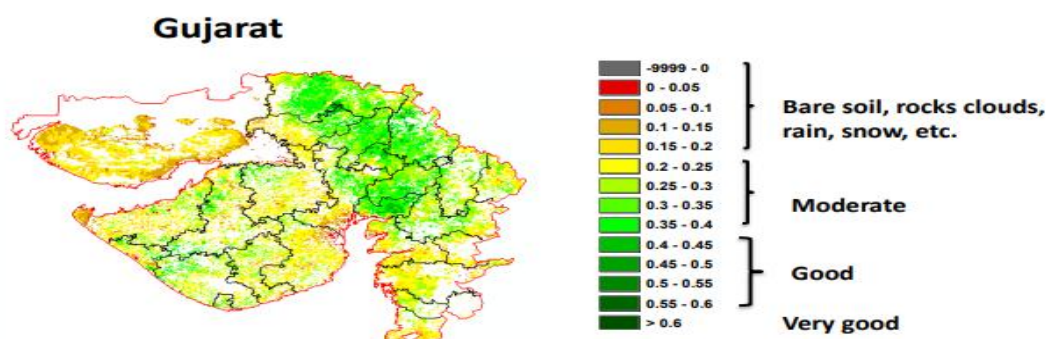 Gujarat
-9999 - 0
0 - 0.05
0.05 - 0.1
0.1 - 0.15
0.15 - 0.2
0.2 - 0.25
0.25 - 0.3
0.3 - 0.35
0.35 - 0.4
0.4 - 0.45
0.45 - 0.5
0.5 - 0.55
0.55 - 0.6
> 0.6
Bare soil, rocks clouds,
rain, snow, etc.
Moderate
Good
Very good